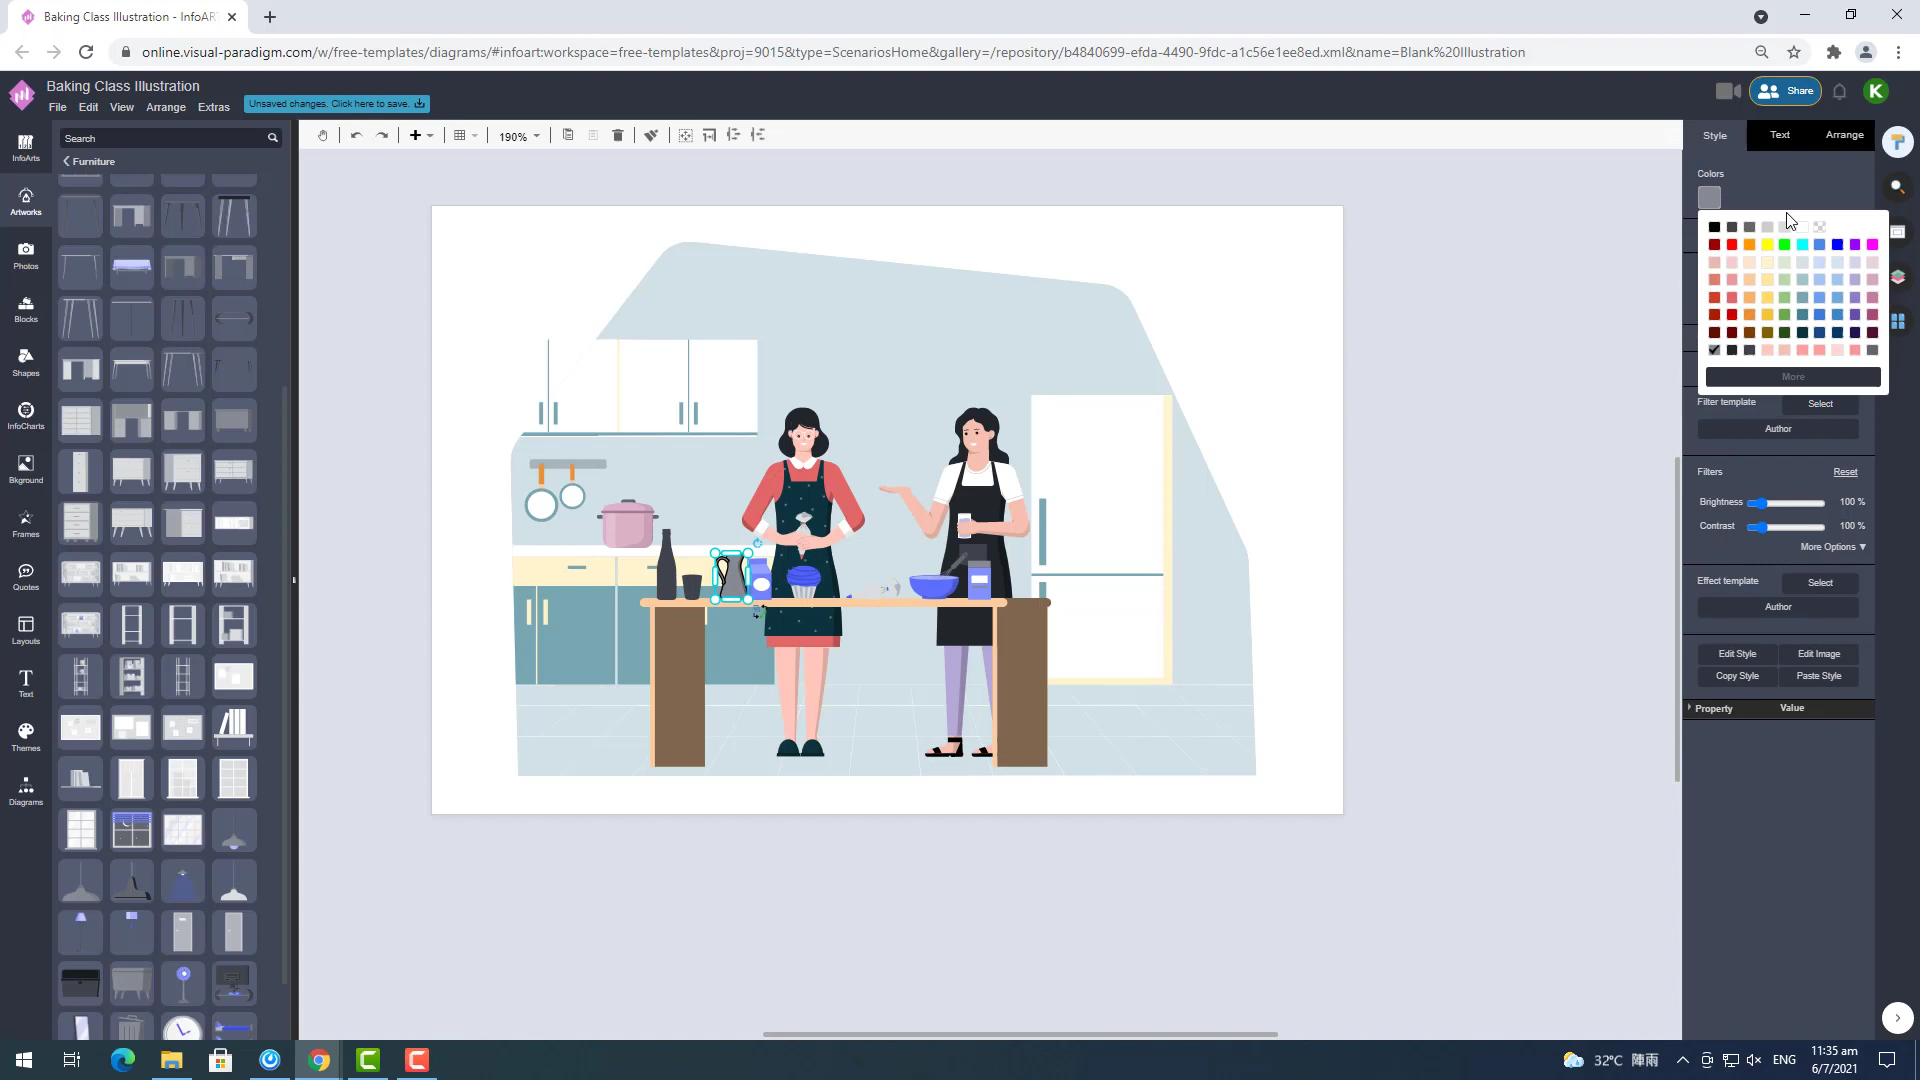 Baking Class Illustration - InfoAR
online.visual-paradigm.com/w/free-templates/diagrams/#infoart:workspace=free-templates&proj=9015&type=ScenariosHome&gallery=/repository/b4840699-efda-4490-9fdc-a1c56e1ee8ed.xml&name=Blank%20Illustration
Baking Class Illustration
File Edit View Arrange Extras
Unsaved changes. Click here to save.
Share
K
Search
Furniture
InfoArts
Artworks
Photos
Blocks
Shapes
InfoCharts
Bkground
Frames
Quotes
Layouts
Text
Themes
Diagrams
190%
Style Text Arrange
Colors
More
Filter template Select
Author
Filters Reset
Brightness 100 %
Contrast 100 %
More Options ▼
Effect template Select
Author
Edit Style Edit Image
Copy Style Paste Style
Property Value
32°C 陣雨
ENG
11:35 am
6/7/2021